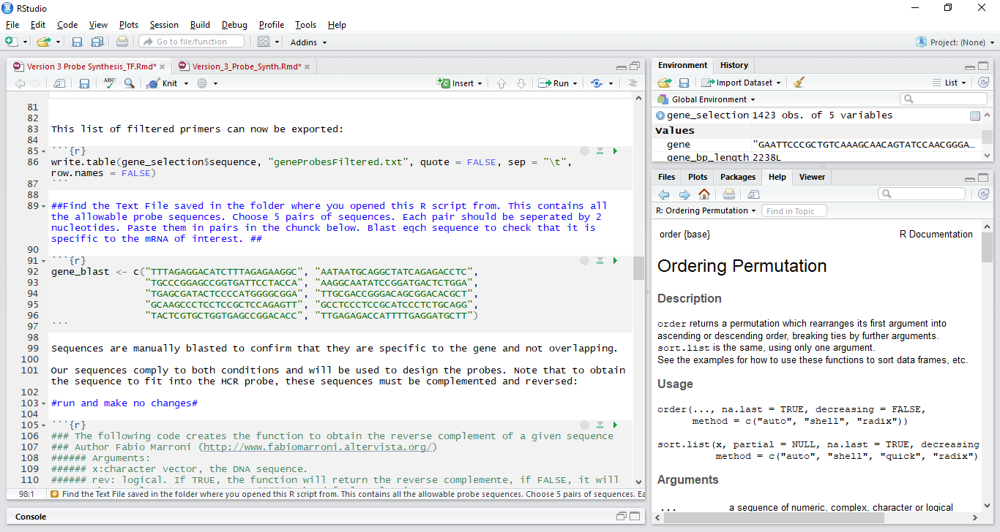 RStudio
File Edit Code View Plots Session Build Debug Profile Tools Help
Go to file/function Addins Project: (None)
Version 3 Probe Synthesis_TF.Rmd* Version_3_Probe_Synth.Rmd*
ABC Knit Insert Run
81
82
83 This list of filtered primers can now be exported:
84
85 ```{r}
86 write.table(gene_selection$sequence, "geneProbesFiltered.txt", quote = FALSE, sep = "\t",
row.names = FALSE)
87 ```
88
89 ##Find the Text File saved in the folder where you opened this R script from. This contains all
the allowable probe sequences. Choose 5 pairs of sequences. Each pair should be seperated by 2
nucleotides. Paste them in pairs in the chunck below. Blast eqch sequence to check that it is
specific to the mRNA of interest. ##
90
91 ```{r}
92 gene_blast <- c("TTTAGAGGACATCTTTAGAGAAGGC", "AATAATGCAGGCTATCAGAGACCTC",
93 "TGCCCGGAGCCGGTGATTCCTACCA", "AAGGCAATATCCGGATGACTCTGGA",
94 "TGAGCGATACTCCCCATGGGGCGGA", "TTGCGACCGGGACAGCGGACACGCT",
95 "GCAAGCCCTCCTCCGCTCCAGAGTT", "GCCTCCCTCCGCATCCCTCTGCAGG",
96 "TACTCGTGCTGGTGAGCCGGACACC", "TTGAGAGACCATTTTGAGGATGCTT")
97 ```
98
99 Sequences are manually blasted to confirm that they are specific to the gene and not overlapping.
100
101 Our sequences comply to both conditions and will be used to design the probes. Note that to obtain
the sequence to fit into the HCR probe, these sequences must be complemented and reversed:
102
103 #run and make no changes#
104
105 ```{r}
106 ### The following code creates the function to obtain the reverse complement of a given sequence
107 ### Author Fabio Marroni (http://www.fabiomarroni.altervista.org/)
108 ###### Arguments:
109 ###### x:character vector, the DNA sequence.
110 ###### rev: logical. If TRUE, the function will return the reverse complemente, if FALSE, it will
98:1 # Find the Text File saved in the folder where you opened this R script from. This contains all the allowable probe sequences. Choose 5 pairs of sequences. Ea
Console
Environment History
Import Dataset List
Global Environment
gene_selection 1423 obs. of 5 variables
Values
gene "GAATTCCCGCTGTCAAAGCAACAGTATCCAACGGGA…
gene_bp_length 2238L
Files Plots Packages Help Viewer
R: Ordering Permutation Find in Topic
order {base} R Documentation
Ordering Permutation
Description
order returns a permutation which rearranges its first argument into
ascending or descending order, breaking ties by further arguments.
sort.list is the same, using only one argument.
See the examples for how to use these functions to sort data frames, etc.
Usage
order(..., na.last = TRUE, decreasing = FALSE,
method = c("auto", "shell", "radix"))
sort.list(x, partial = NULL, na.last = TRUE, decreasing
method = c("auto", "shell", "quick", "radix")
Arguments
... a sequence of numeric, complex, character or logical